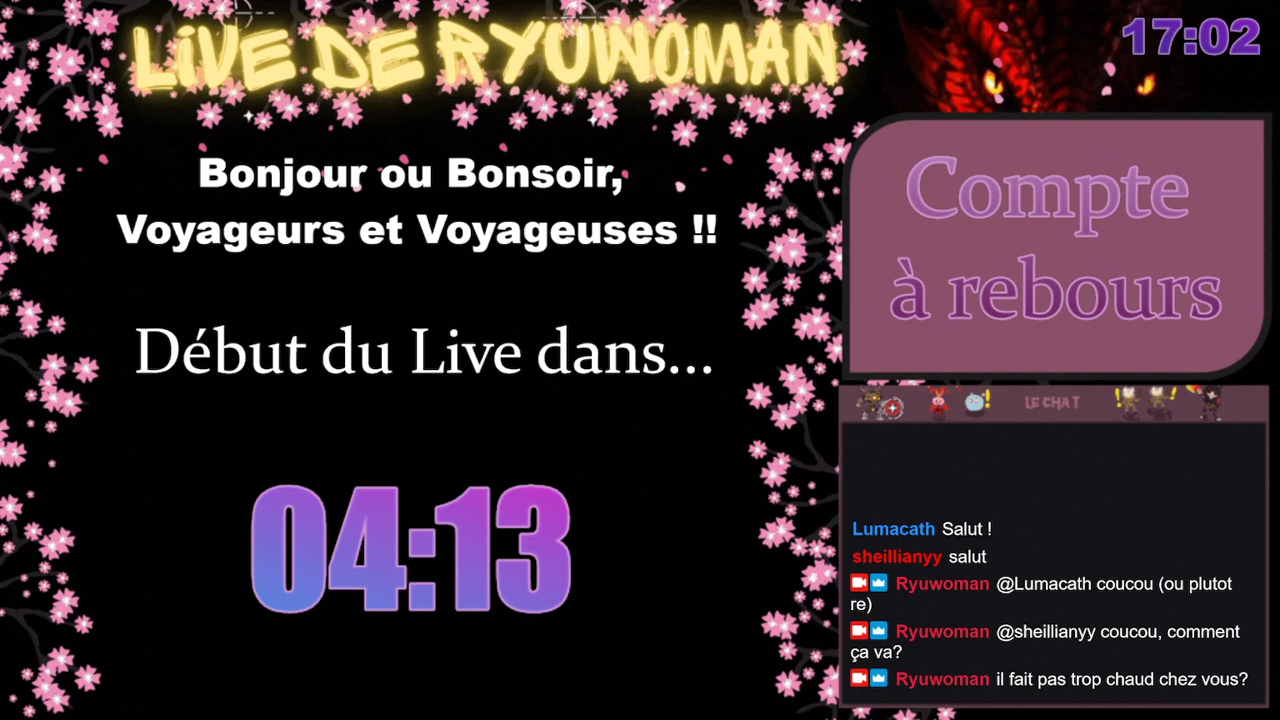 LIVE DE RYUWOMAN
17:02
Bonjour ou Bonsoir,
Voyageurs et Voyageuses !!
Début du Live dans...
04:13
Compte
à rebours
LE CHAT
Lumacath Salut !
sheillianyy salut
Ryuwoman @Lumacath coucou (ou plutot
re)
Ryuwoman @sheillianyy coucou, comment
ça va?
Ryuwoman il fait pas trop chaud chez vous?